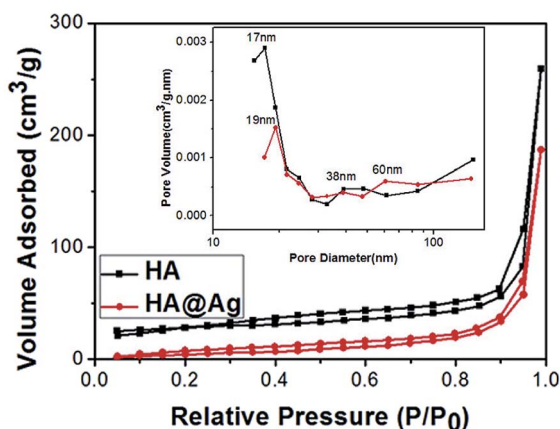 300
200
100
0
Volume Adsorbed (cm³/g)
0.0
0.2
0.4
0.6
0.8
1.0
Relative Pressure (P/P₀)
HA
HA@Ag
0.003
0.002
0.001
0.000
Pore Volume(cm³/g,nm)
10
100
Pore Diameter(nm)
17nm
19nm
38nm
60nm